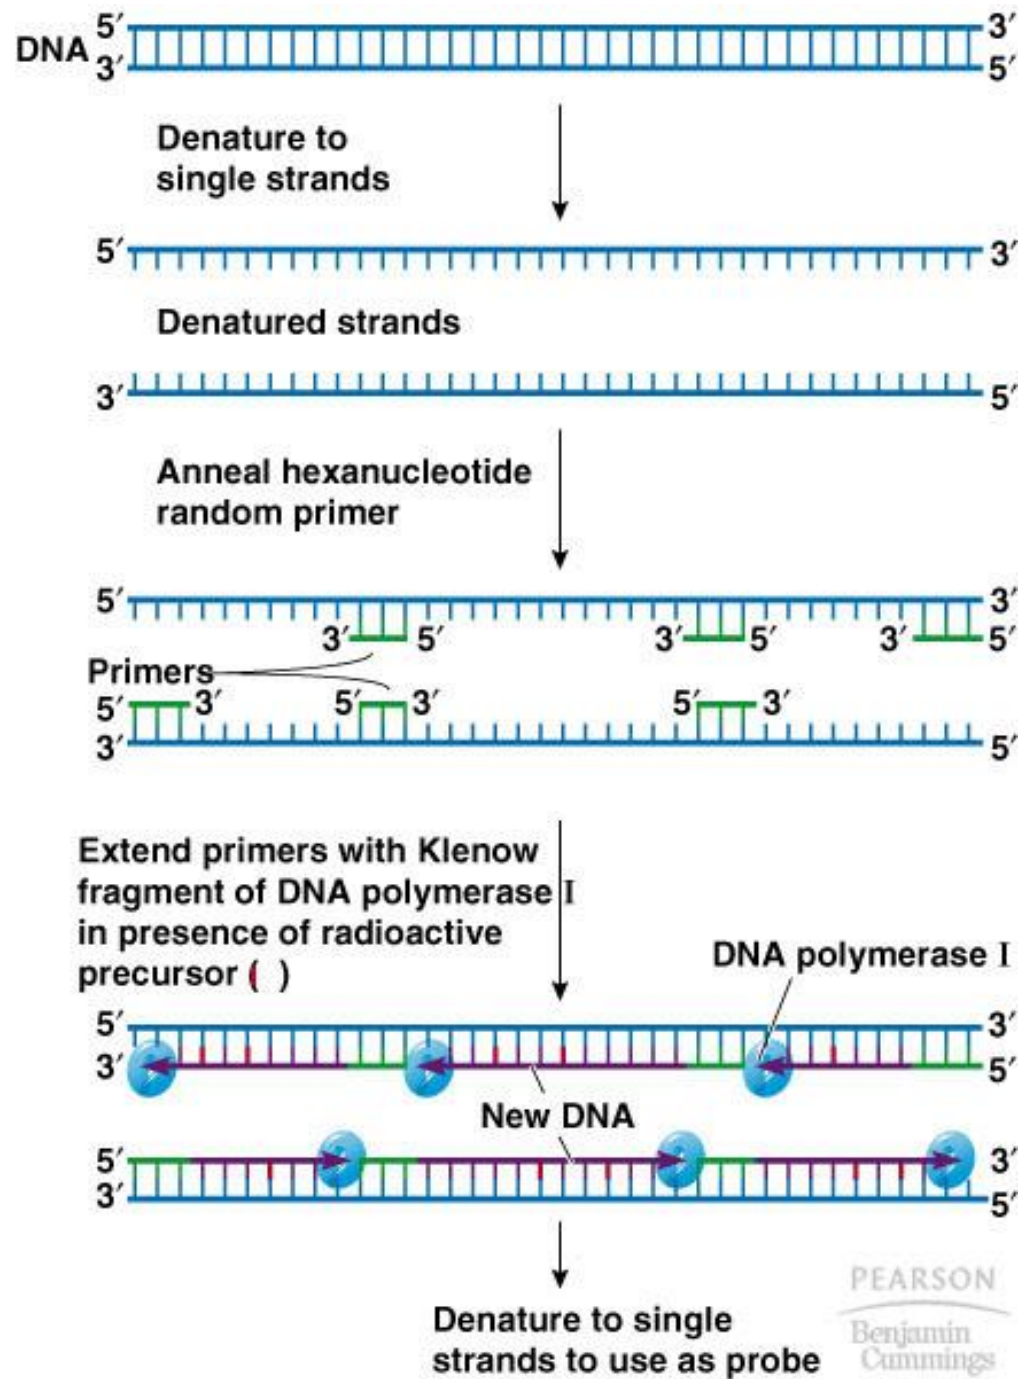 5′ 3′
DNA
3′ 5′
Denature to
single strands
5′ 3′
Denatured strands
3′ 5′
Anneal hexanucleotide
random primer
5′ 3′
3′ 5′ 3′ 5′ 3′ 5′
Primers
5′ 3′ 5′ 3′ 5′ 3′
3′ 5′
Extend primers with Klenow
fragment of DNA polymerase I
in presence of radioactive
precursor ( )
DNA polymerase I
5′ 3′
3′ 5′
New DNA
5′ 3′
3′ 5′
Denature to single
strands to use as probe
PEARSON
Benjamin
Cummings